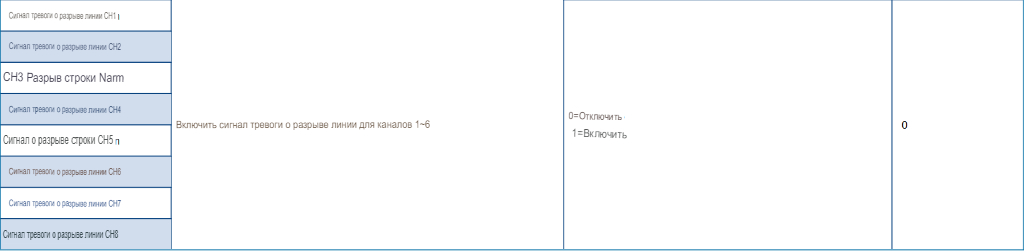 Сигнал тревоги о разрыве линии CH1
Сигнал тревоги о разрыве линии CH2
CH3 Разрыв строки Narm
Сигнал тревоги о разрыве линии CH4
Сигнал о разрыве строки CH5
Сигнал тревоги о разрыве линии CH6
Сигнал тревоги о разрыве линии CH7
Сигнал тревоги о разрыве линии CH8
Включить сигнал тревоги о разрыве линии для каналов 1~6
0=Отключить
1=Включить
0